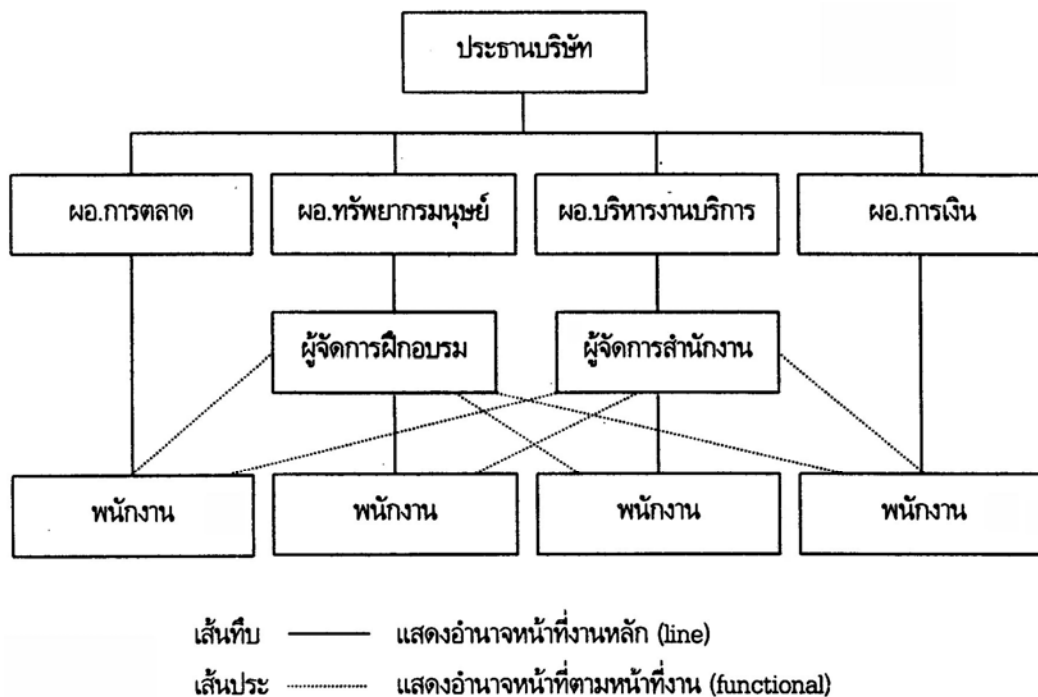 ประธานบริษัท
ผอ.การตลาด
ผอ.ทรัพยากรมนุษย์
ผอ.บริหารงานบริการ
ผอ.การเงิน
ผู้จัดการฝึกอบรม
ผู้จัดการสำนักงาน
พนักงาน
พนักงาน
พนักงาน
พนักงาน
เส้นทึบ แสดงอำนาจหน้าที่งานหลัก (line)
เส้นประ แสดงอำนาจหน้าที่ตามหน้าที่งาน (functional)